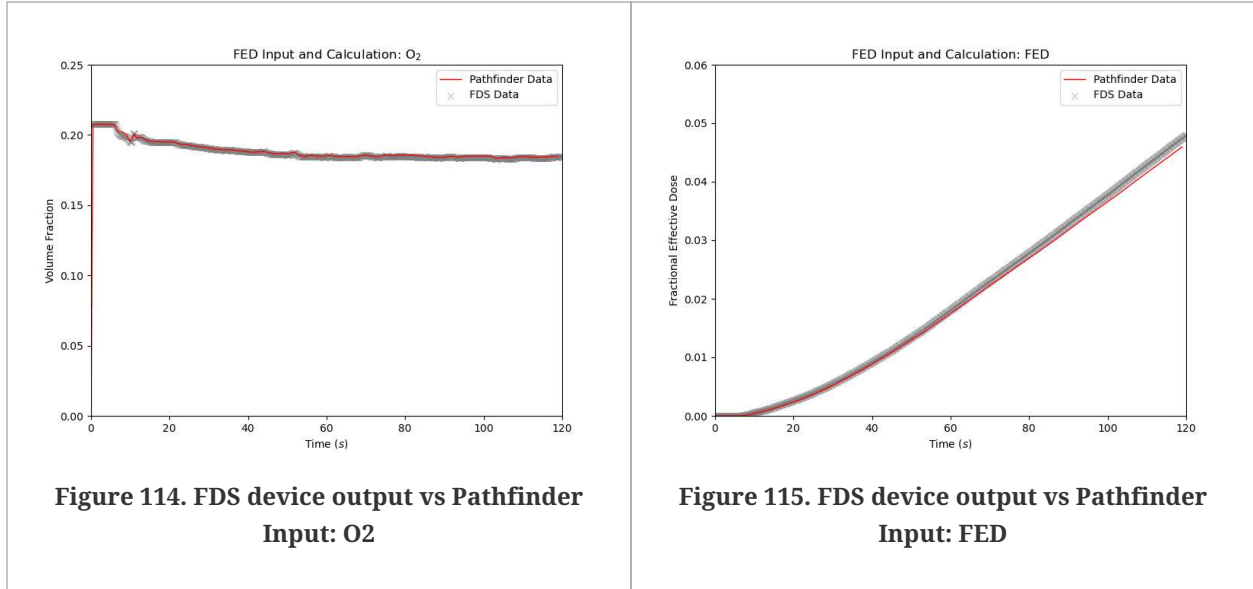 FED Input and Calculation: O₂
0.25
Pathfinder Data
FDS Data
0.20
0.15
Volume Fraction
0.10
0.05
0.00
0 20 40 60 80 100 120
Time (s)
Figure 114. FDS device output vs Pathfinder
Input: O2
FED Input and Calculation: FED
0.06
Pathfinder Data
FDS Data
0.05
0.04
Fractional Effective Dose
0.03
0.02
0.01
0.00
0 20 40 60 80 100 120
Time (s)
Figure 115. FDS device output vs Pathfinder
Input: FED